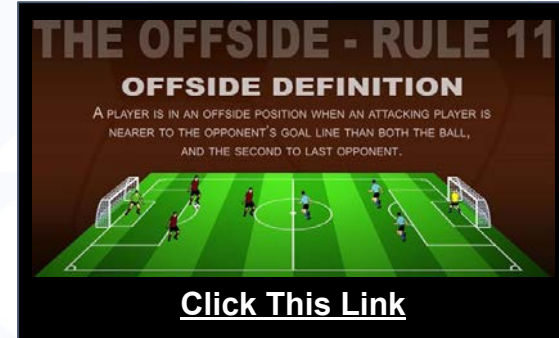 THE OFFSIDE - RULE 11
OFFSIDE DEFINITION
A PLAYER IS IN AN OFFSIDE POSITION WHEN AN ATTACKING PLAYER IS
NEARER TO THE OPPONENT'S GOAL LINE THAN BOTH THE BALL,
AND THE SECOND TO LAST OPPONENT.
Click This Link